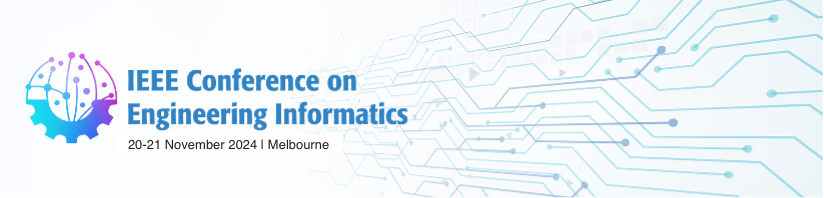 IEEE Conference on
Engineering Informatics
20-21 November 2024 | Melbourne